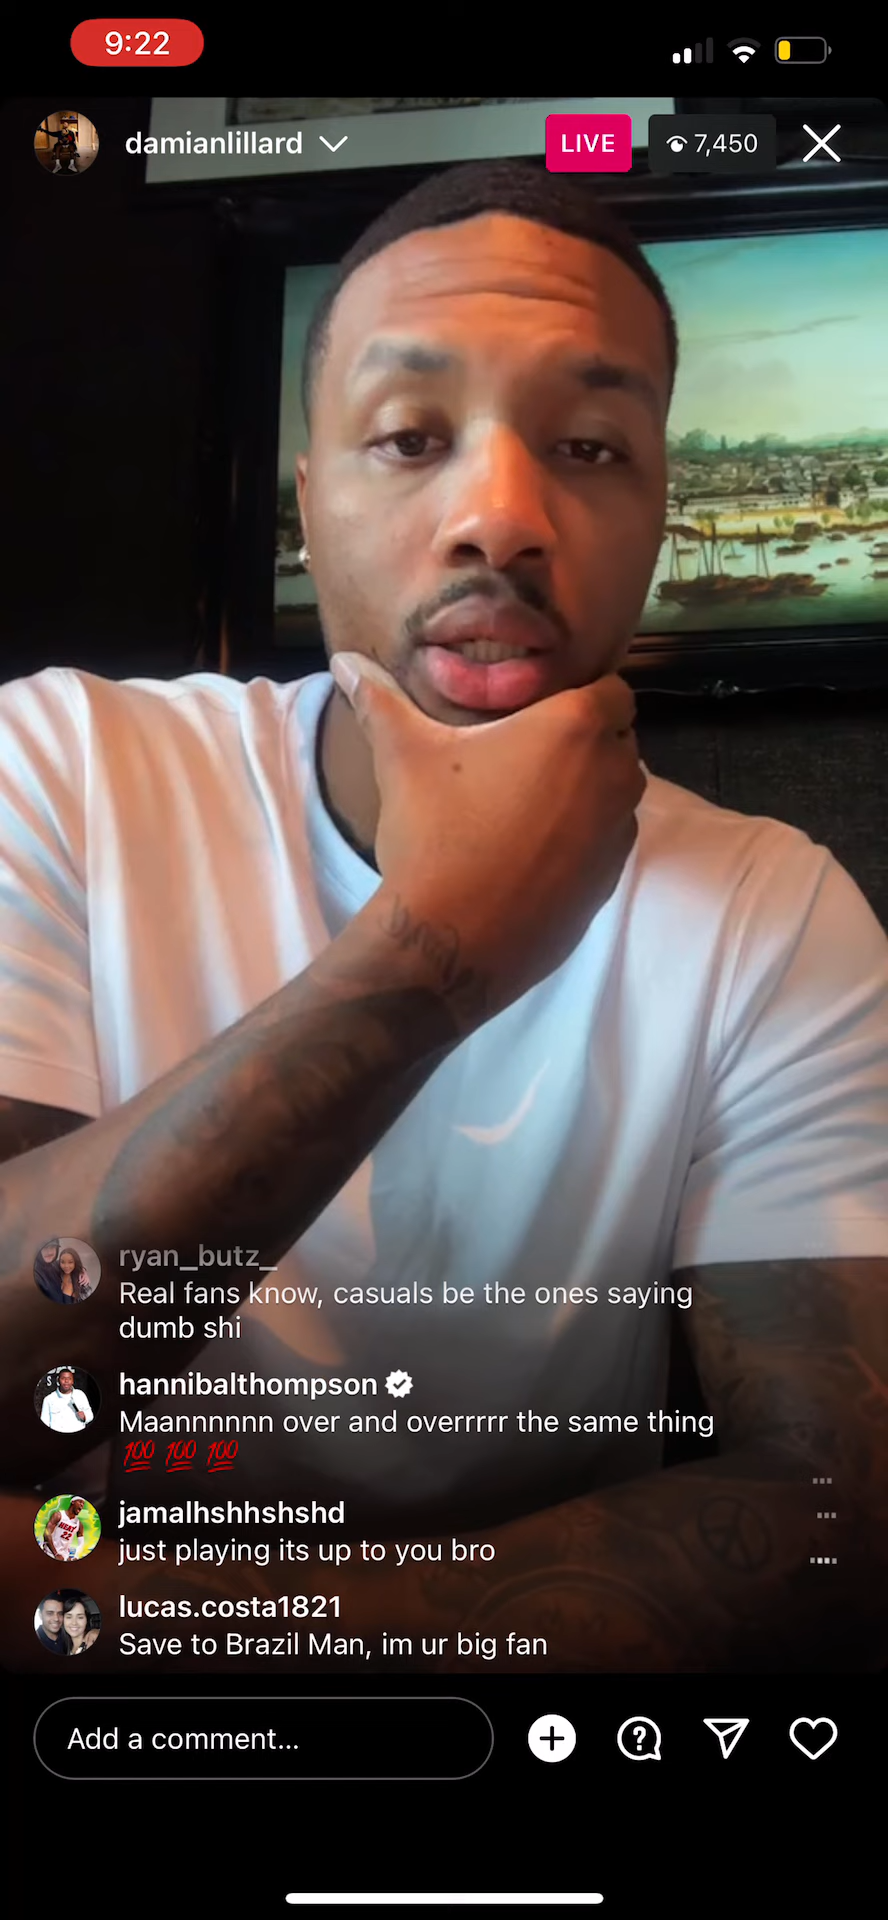 9:22
damianlillard
LIVE
7,450
ryan_butz_
Real fans know, casuals be the ones saying
dumb shi
hannibalthompson
Maannnnnn over and overrrrr the same thing
💯 💯 💯
jamalhshhshshd
just playing its up to you bro
lucas.costa1821
Save to Brazil Man, im ur big fan
Add a comment...